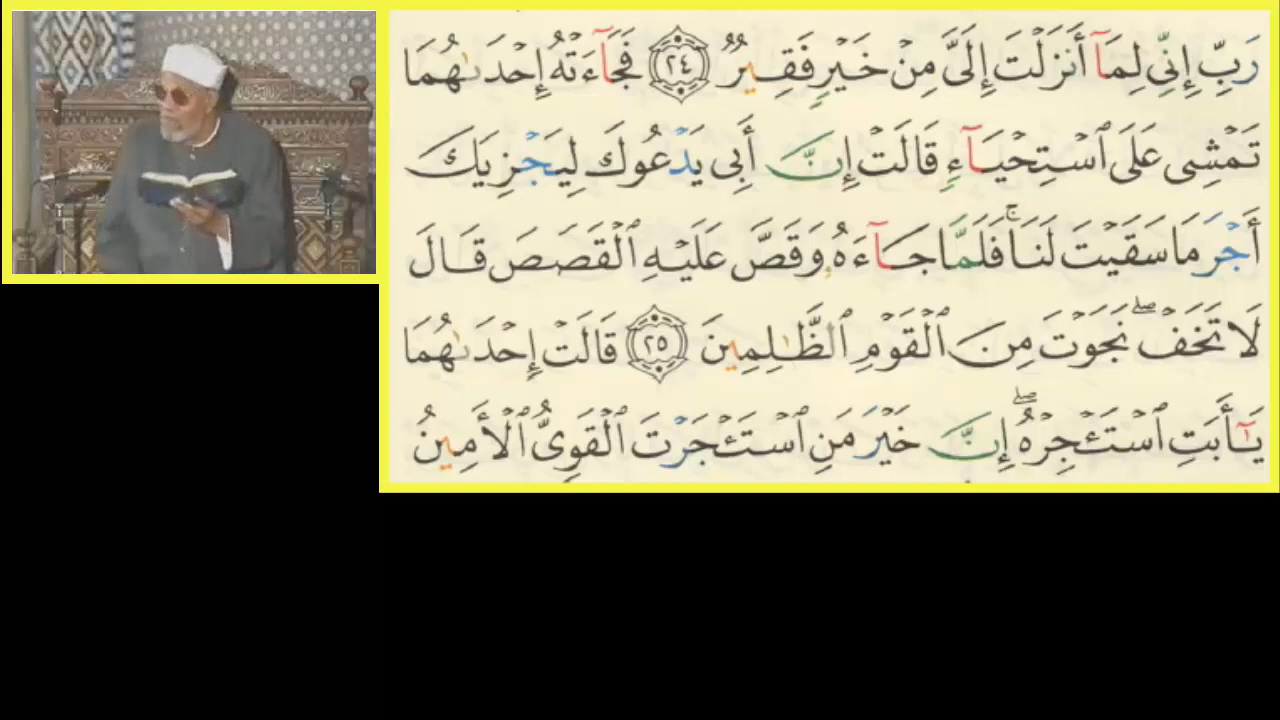 رَبِّ إِنِّي لِمَآ أَنزَلْتَ إِلَىَّ مِنْ خَيْرٍ فَقِيرٌ ٢٤ فَجَآءَتْهُ إِحْدَىٰهُمَا
تَمْشِى عَلَى ٱسْتِحْيَآءٍ قَالَتْ إِنَّ أَبِى يَدْعُوكَ لِيَجْزِيَكَ
أَجْرَ مَا سَقَيْتَ لَنَا ۚ فَلَمَّا جَآءَهُۥ وَقَصَّ عَلَيْهِ ٱلْقَصَصَ قَالَ
لَا تَخَفْ ۖ نَجَوْتَ مِنَ ٱلْقَوْمِ ٱلظَّٰلِمِينَ ٢٥ قَالَتْ إِحْدَىٰهُمَا
يَٰٓأَبَتِ ٱسْتَـْٔجِرْهُ ۖ إِنَّ خَيْرَ مَنِ ٱسْتَـْٔجَرْتَ ٱلْقَوِىُّ ٱلْأَمِينُ